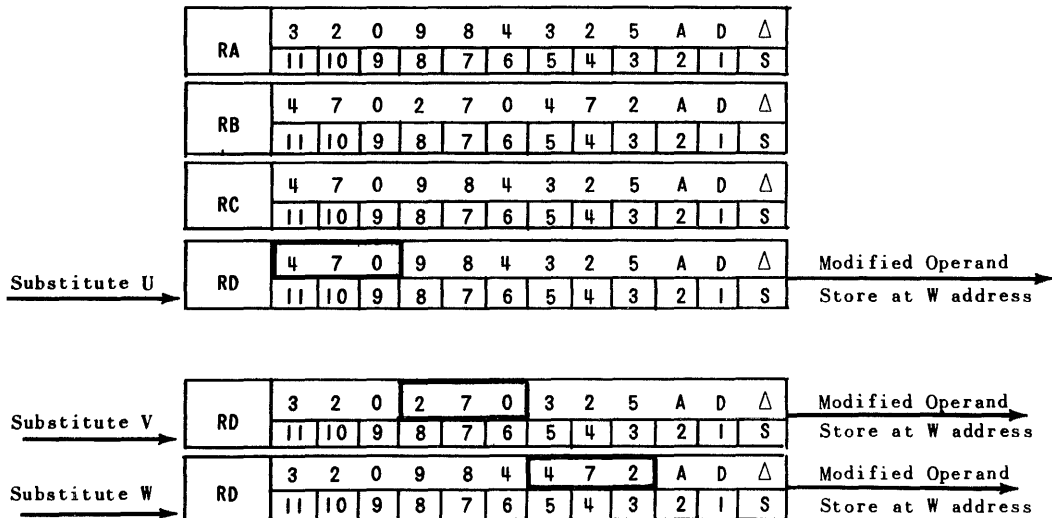 RA 3 2 0 9 8 4 3 2 5 A D Δ
11 10 9 8 7 6 5 4 3 2 1 S
RB 4 7 0 2 7 0 4 7 2 A D Δ
11 10 9 8 7 6 5 4 3 2 1 S
RC 4 7 0 9 8 4 3 2 5 A D Δ
11 10 9 8 7 6 5 4 3 2 1 S
Substitute U RD 4 7 0 9 8 4 3 2 5 A D Δ Modified Operand
11 10 9 8 7 6 5 4 3 2 1 S Store at W address
Substitute V RD 3 2 0 2 7 0 3 2 5 A D Δ Modified Operand
11 10 9 8 7 6 5 4 3 2 1 S Store at W address
Substitute W RD 3 2 0 9 8 4 4 7 2 A D Δ Modified Operand
11 10 9 8 7 6 5 4 3 2 1 S Store at W address